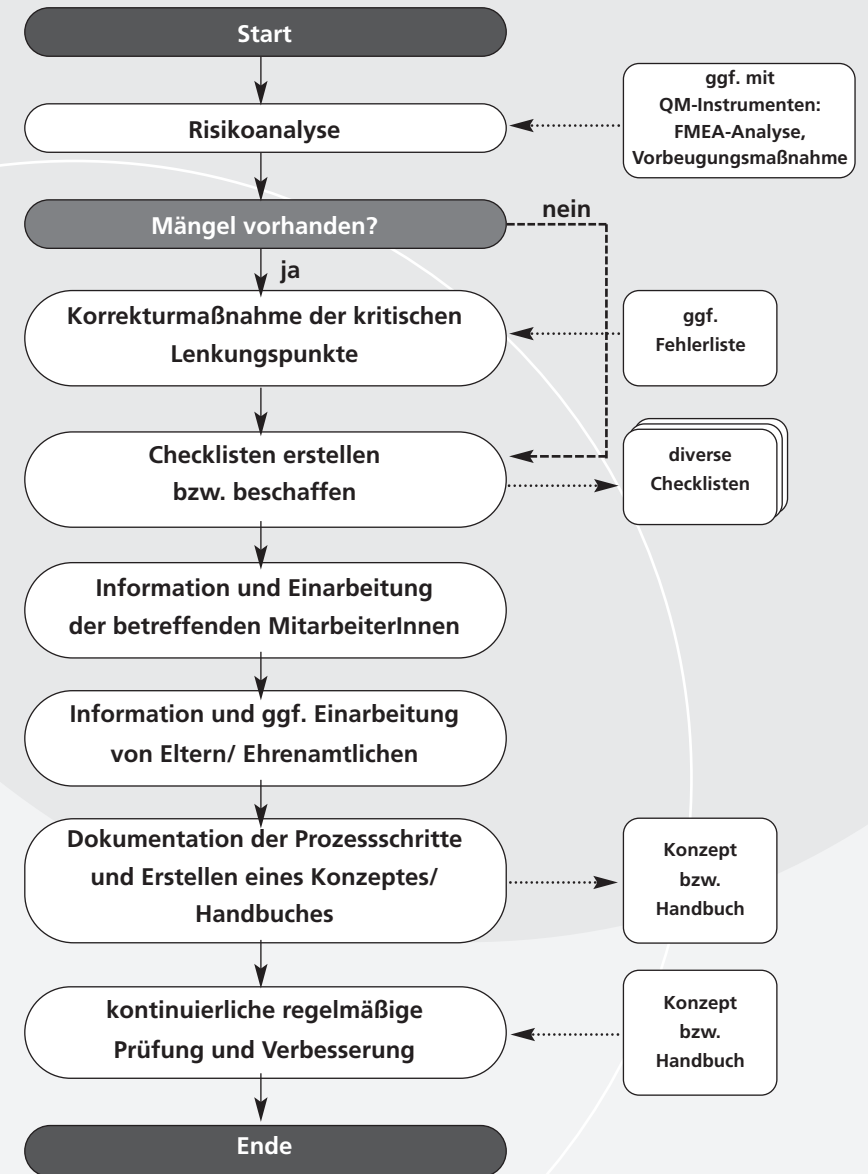 Start
ggf. mit
QM-Instrumenten:
FMEA-Analyse,
Vorbeugungsmaßnahme
Risikoanalyse
Mängel vorhanden?
nein
ja
Korrekturmaßnahme der kritischen
Lenkungspunkte
ggf.
Fehlerliste
Checklisten erstellen
bzw. beschaffen
diverse
Checklisten
Information und Einarbeitung
der betreffenden MitarbeiterInnen
Information und ggf. Einarbeitung
von Eltern/ Ehrenamtlichen
Dokumentation der Prozessschritte
und Erstellen eines Konzeptes/
Handbuches
Konzept
bzw.
Handbuch
kontinuierliche regelmäßige
Prüfung und Verbesserung
Konzept
bzw.
Handbuch
Ende